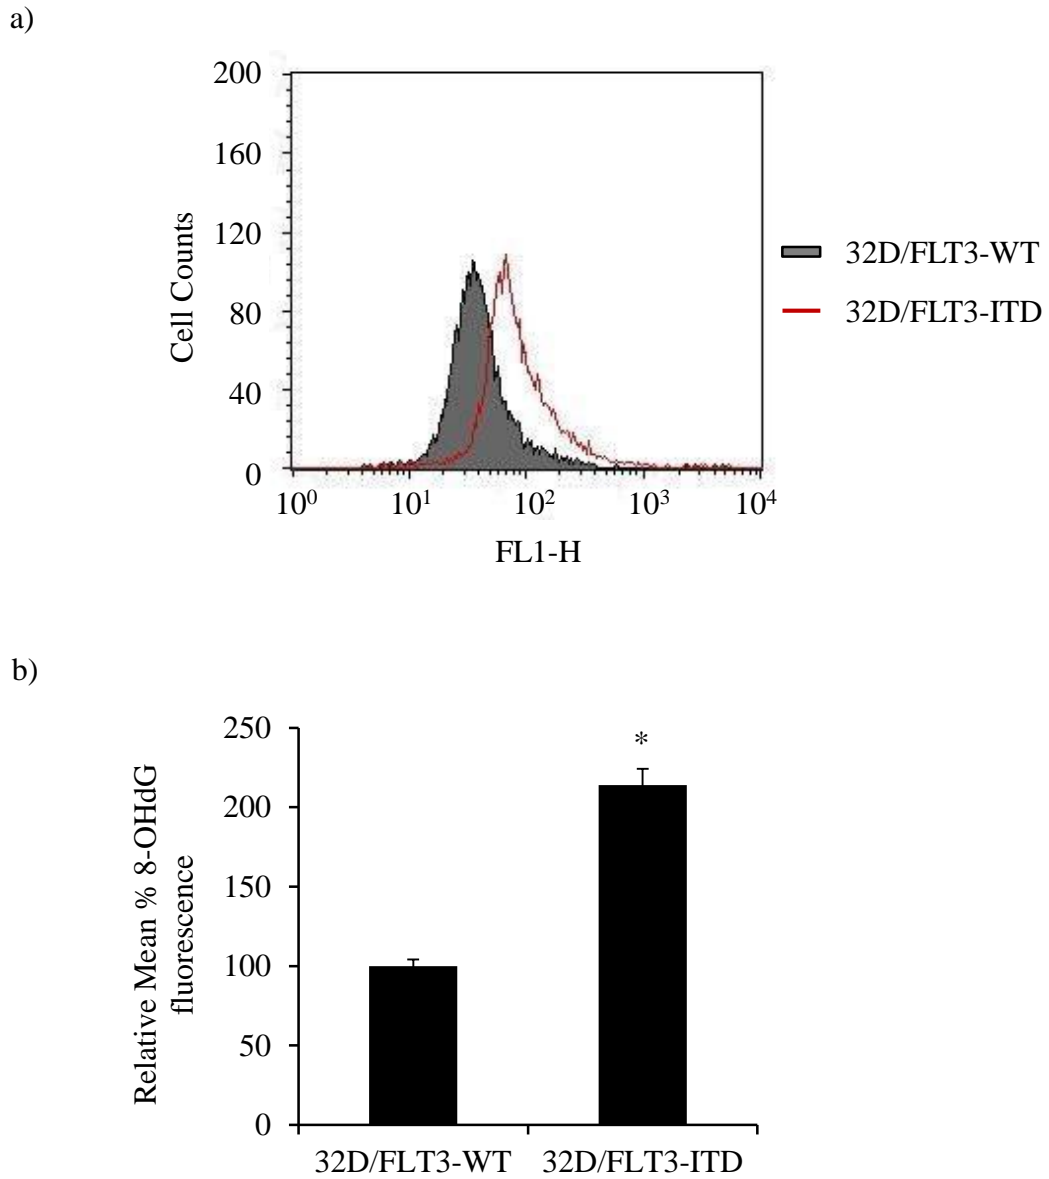 a)
200
160
120
80
40
0
Cell Counts
10⁰ 10¹ 10² 10³ 10⁴
FL1-H
32D/FLT3-WT
32D/FLT3-ITD
b)
250
200
150
100
50
0
Relative Mean % 8-OHdG
fluorescence
*
32D/FLT3-WT 32D/FLT3-ITD